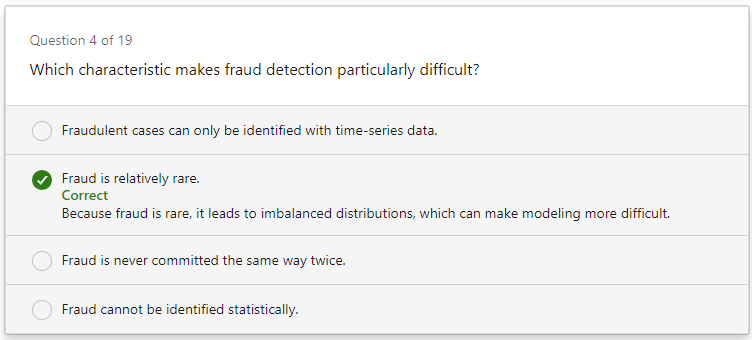 Question 4 of 19
Which characteristic makes fraud detection particularly difficult?
Fraudulent cases can only be identified with time-series data.
Fraud is relatively rare.
Correct
Because fraud is rare, it leads to imbalanced distributions, which can make modeling more difficult.
Fraud is never committed the same way twice.
Fraud cannot be identified statistically.